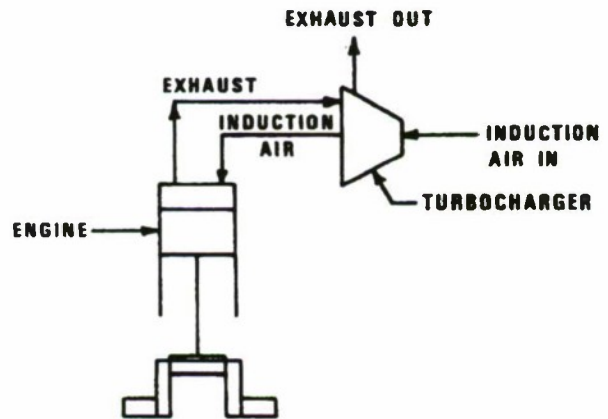 EXHAUST OUT
EXHAUST
INDUCTION
AIR
INDUCTION
AIR IN
TURBOCHARGER
ENGINE